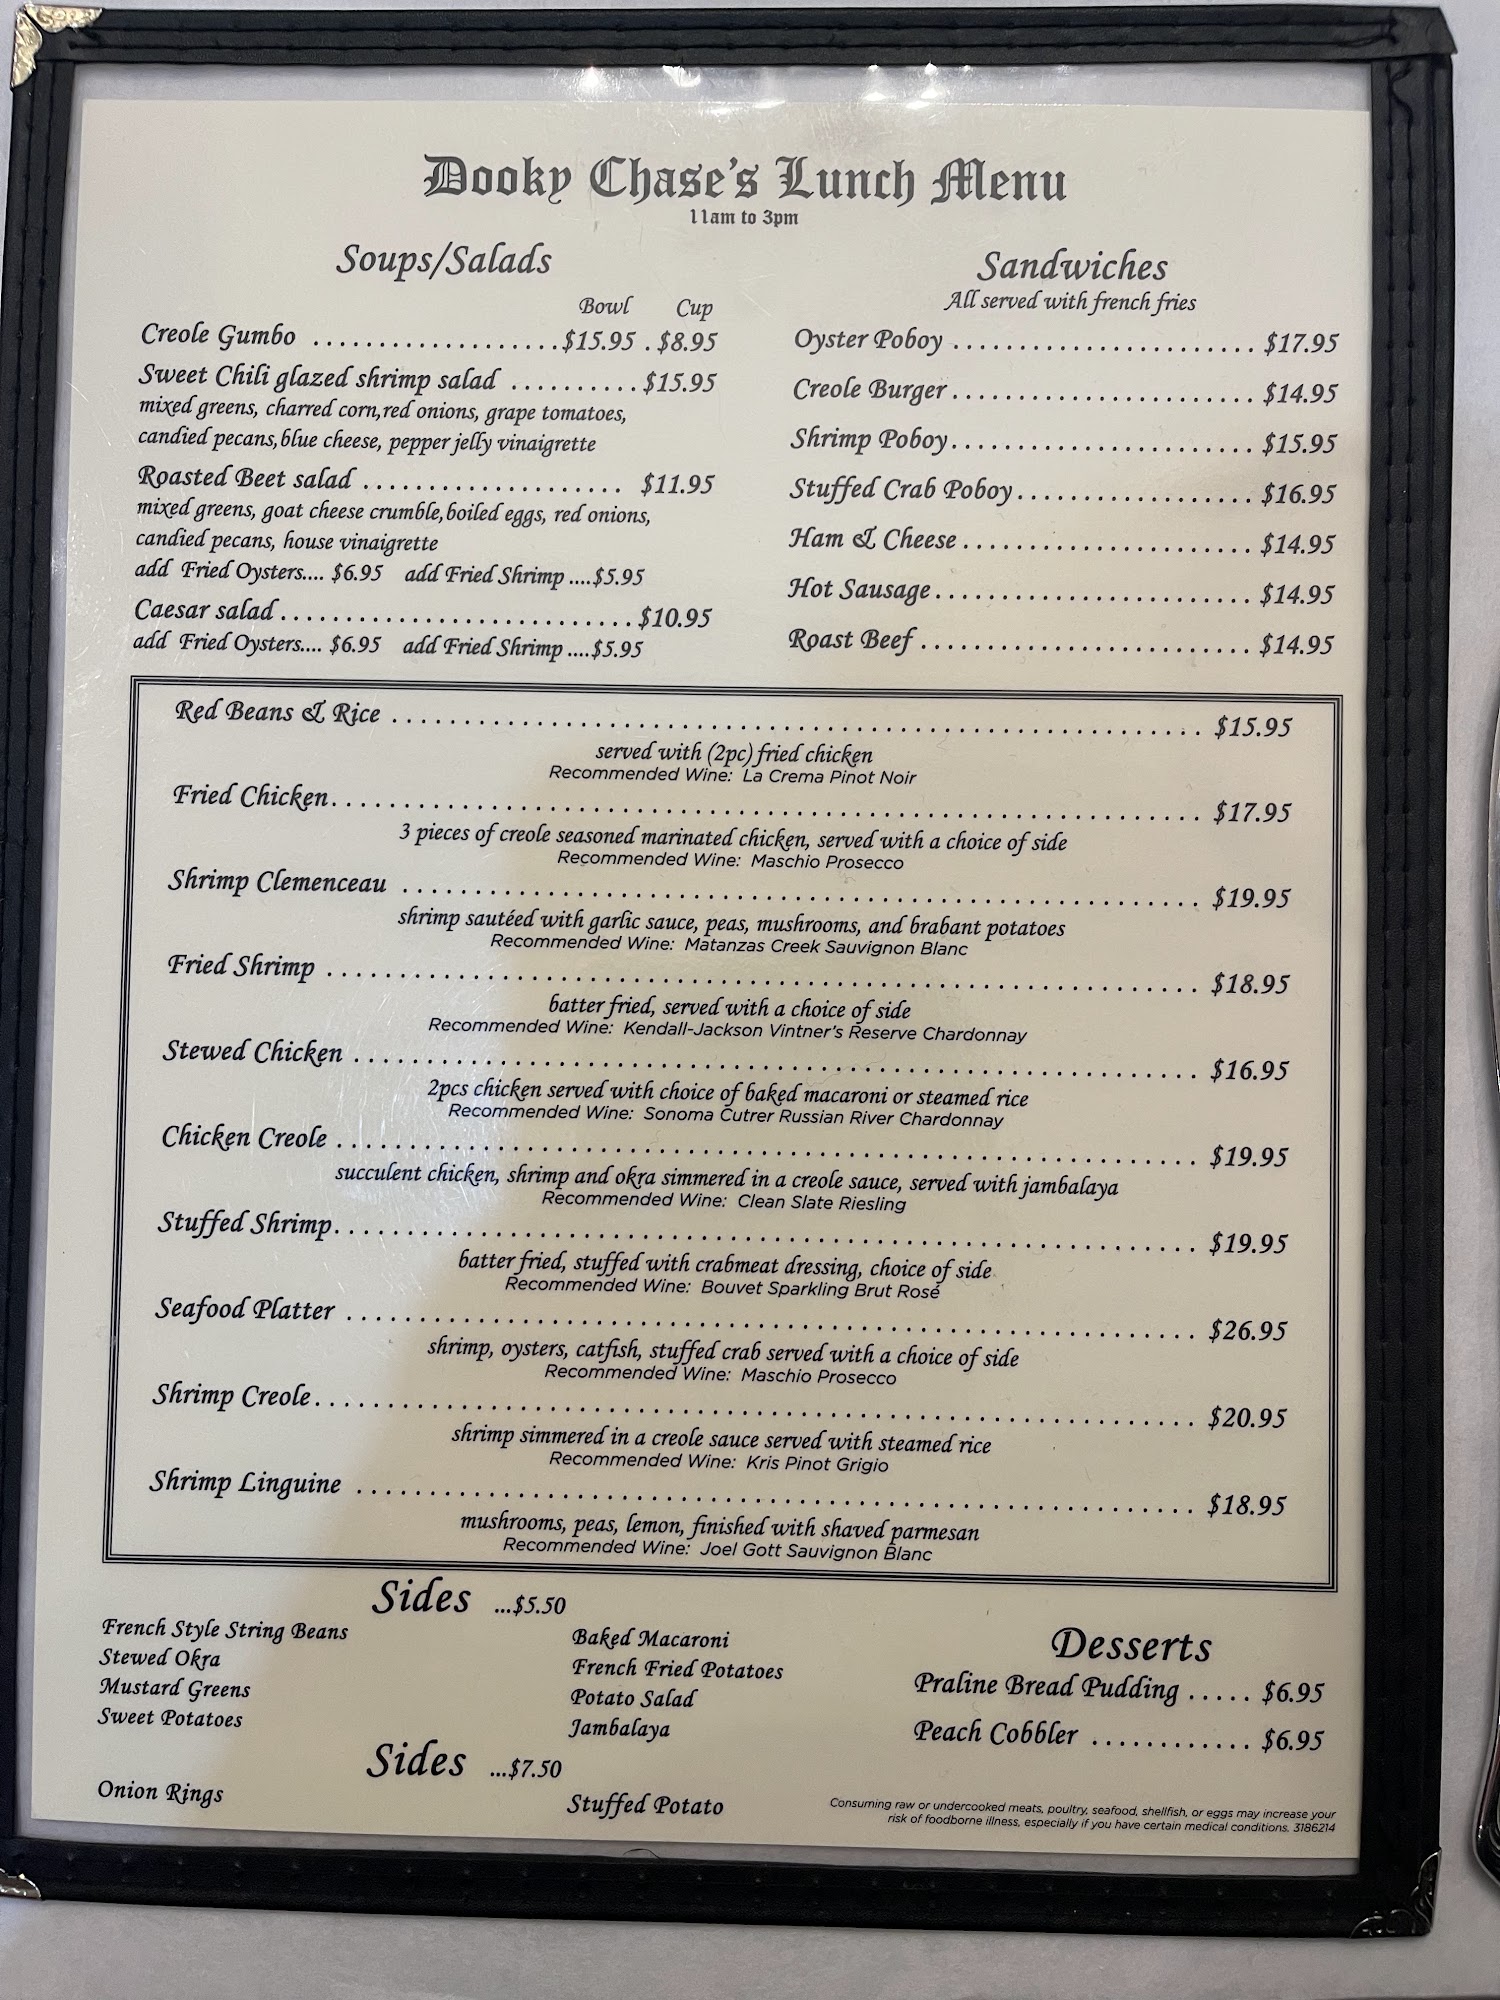 Dooky Chase's Lunch Menu
11am to 3pm
Soups/Salads
Bowl Cup
Creole Gumbo ...................$15.95 . $8.95
Sweet Chili glazed shrimp salad ..........$15.95
mixed greens, charred corn,red onions, grape tomatoes,
candied pecans,blue cheese, pepper jelly vinaigrette
Roasted Beet salad .................... $11.95
mixed greens, goat cheese crumble,boiled eggs, red onions,
candied pecans, house vinaigrette
add Fried Oysters.... $6.95 add Fried Shrimp ....$5.95
Caesar salad ...........................$10.95
add Fried Oysters.... $6.95 add Fried Shrimp ....$5.95
Sandwiches
All served with french fries
Oyster Poboy ........................ $17.95
Creole Burger ........................ $14.95
Shrimp Poboy........................ $15.95
Stuffed Crab Poboy................... $16.95
Ham & Cheese ....................... $14.95
Hot Sausage ......................... $14.95
Roast Beef .......................... $14.95
Red Beans & Rice ........................................ $15.95
served with (2pc) fried chicken
Recommended Wine: La Crema Pinot Noir
Fried Chicken........................................ $17.95
3 pieces of creole seasoned marinated chicken, served with a choice of side
Recommended Wine: Maschio Prosecco
Shrimp Clemenceau ........................................ $19.95
shrimp sautéed with garlic sauce, peas, mushrooms, and brabant potatoes
Recommended Wine: Matanzas Creek Sauvignon Blanc
Fried Shrimp ........................................ $18.95
batter fried, served with a choice of side
Recommended Wine: Kendall-Jackson Vintner's Reserve Chardonnay
Stewed Chicken ........................................ $16.95
2pcs chicken served with choice of baked macaroni or steamed rice
Recommended Wine: Sonoma Cutrer Russian River Chardonnay
Chicken Creole ........................................ $19.95
succulent chicken, shrimp and okra simmered in a creole sauce, served with jambalaya
Recommended Wine: Clean Slate Riesling
Stuffed Shrimp........................................ $19.95
batter fried, stuffed with crabmeat dressing, choice of side
Recommended Wine: Bouvet Sparkling Brut Rosé
Seafood Platter ........................................ $26.95
shrimp, oysters, catfish, stuffed crab served with a choice of side
Recommended Wine: Maschio Prosecco
Shrimp Creole........................................ $20.95
shrimp simmered in a creole sauce served with steamed rice
Recommended Wine: Kris Pinot Grigio
Shrimp Linguine ........................................ $18.95
mushrooms, peas, lemon, finished with shaved parmesan
Recommended Wine: Joel Gott Sauvignon Blanc
Sides ...$5.50
French Style String Beans
Stewed Okra
Mustard Greens
Sweet Potatoes
Baked Macaroni
French Fried Potatoes
Potato Salad
Jambalaya
Sides ...$7.50
Onion Rings
Stuffed Potato
Desserts
Praline Bread Pudding ..... $6.95
Peach Cobbler ............ $6.95
Consuming raw or undercooked meats, poultry, seafood, shellfish, or eggs may increase your
risk of foodborne illness, especially if you have certain medical conditions. 3186214